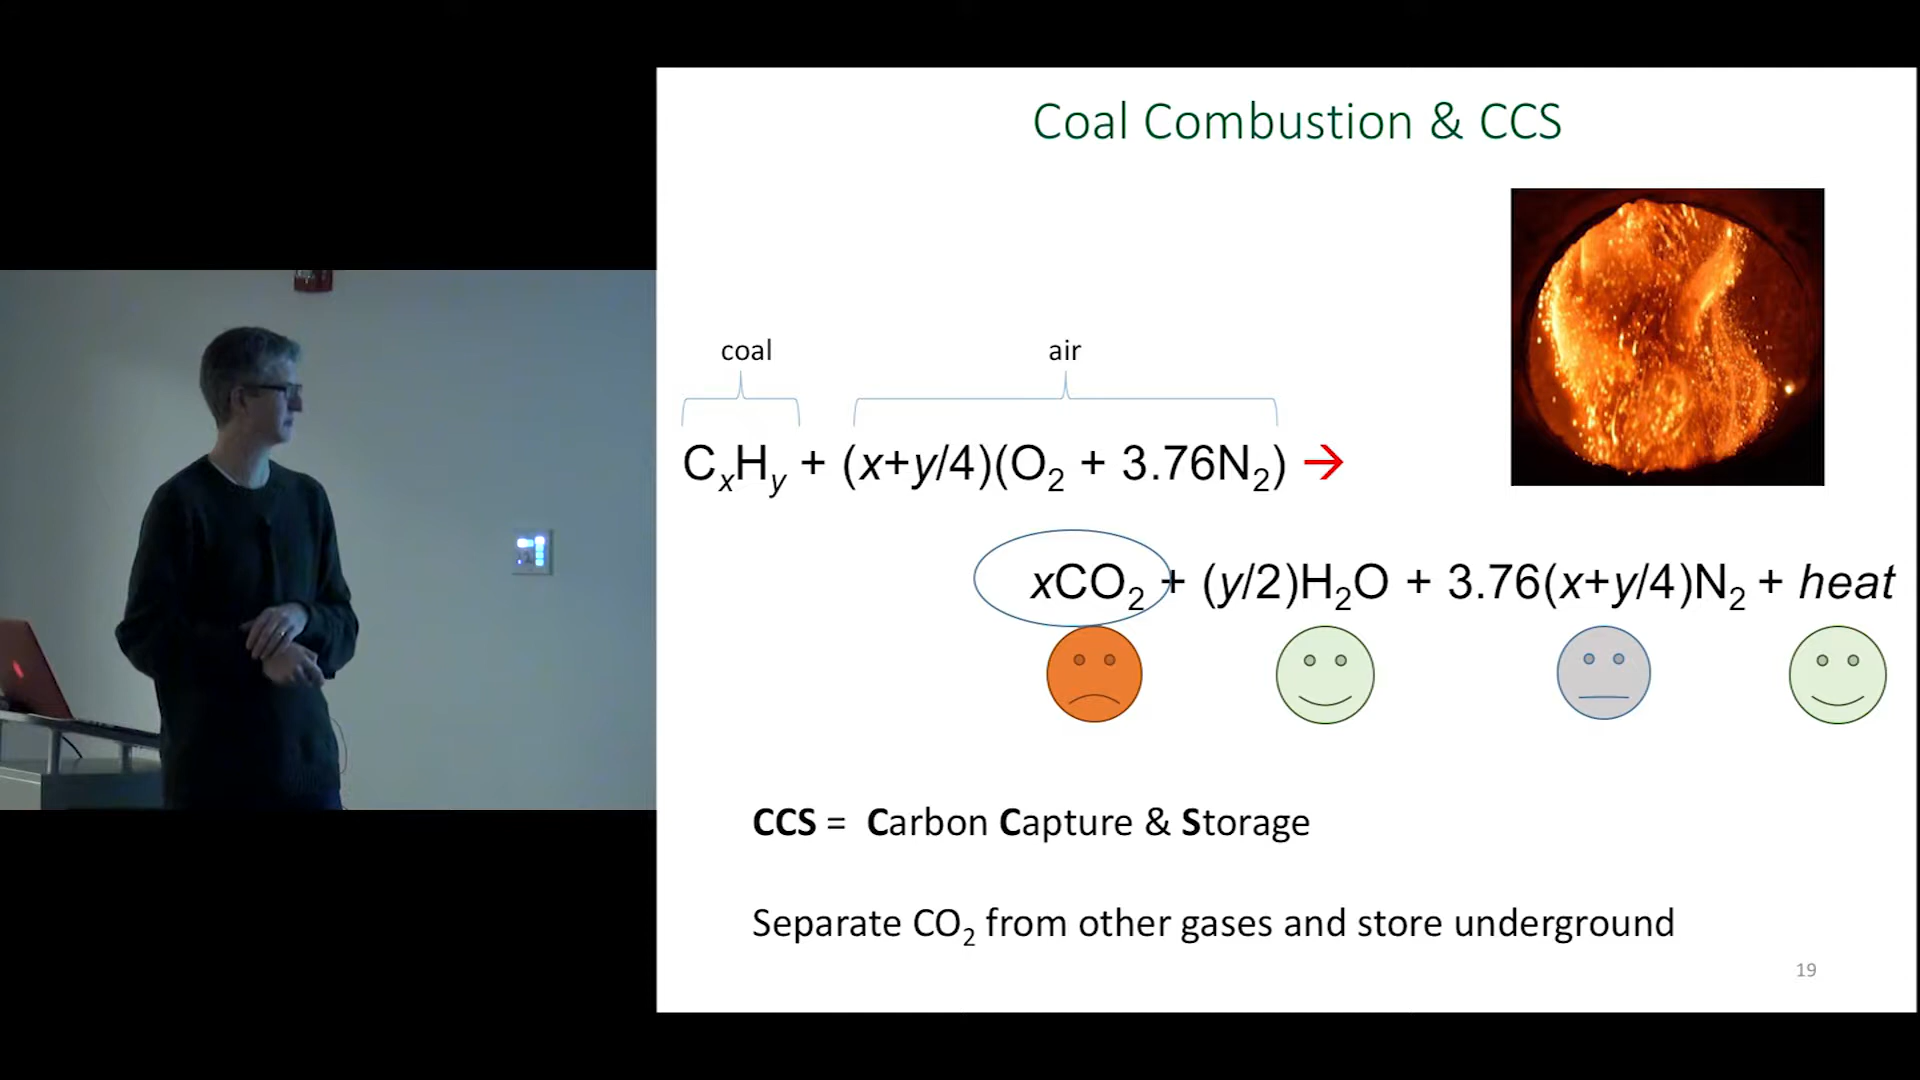 Coal Combustion & CCS
coal
air
CₓHᵧ + (x+y/4)(O₂ + 3.76N₂) →
xCO₂ + (y/2)H₂O + 3.76(x+y/4)N₂ + heat
CCS = Carbon Capture & Storage
Separate CO₂ from other gases and store underground
19